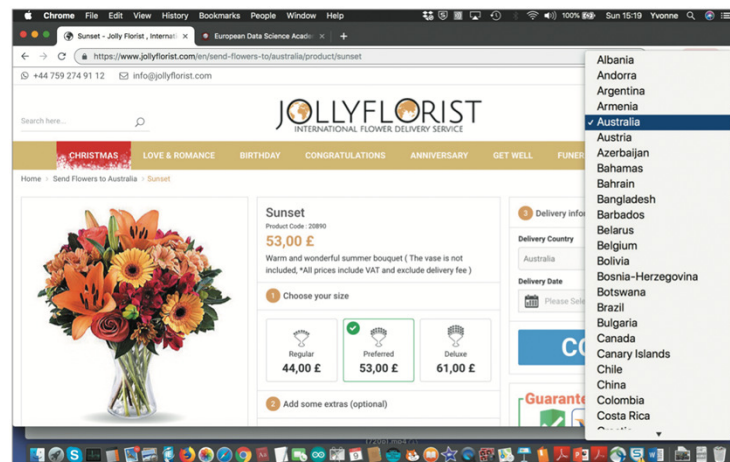 Chrome File Edit View History Bookmarks People Window Help 100% Sun 15:19 Yvonne
Sunset - Jolly Florist , Internati
European Data Science Acade
https://www.jollyflorist.com/en/send-flowers-to/australia/product/sunset
+44 759 274 91 12 info@jollyflorist.com
Search here...
JOLLYFLORIST
INTERNATIONAL FLOWER DELIVERY SERVICE
CHRISTMAS LOVE & ROMANCE BIRTHDAY CONGRATULATIONS ANNIVERSARY GET WELL FUNER
Home Send Flowers to Australia Sunset
Sunset
Product Code : 20890
53,00 £
Warm and wonderful summer bouquet ( The vase is not
included, *All prices include VAT and exclude delivery fee )
1 Choose your size
Regular
44,00 £
Preferred
53,00 £
Deluxe
61,00 £
2 Add some extras (optional)
3 Delivery info
Delivery Country
Australia
Delivery Date
Please Sele
CO
Guarante
Albania
Andorra
Argentina
Armenia
Australia
Austria
Azerbaijan
Bahamas
Bahrain
Bangladesh
Barbados
Belarus
Belgium
Bolivia
Bosnia-Herzegovina
Botswana
Brazil
Bulgaria
Canada
Canary Islands
Chile
China
Colombia
Costa Rica